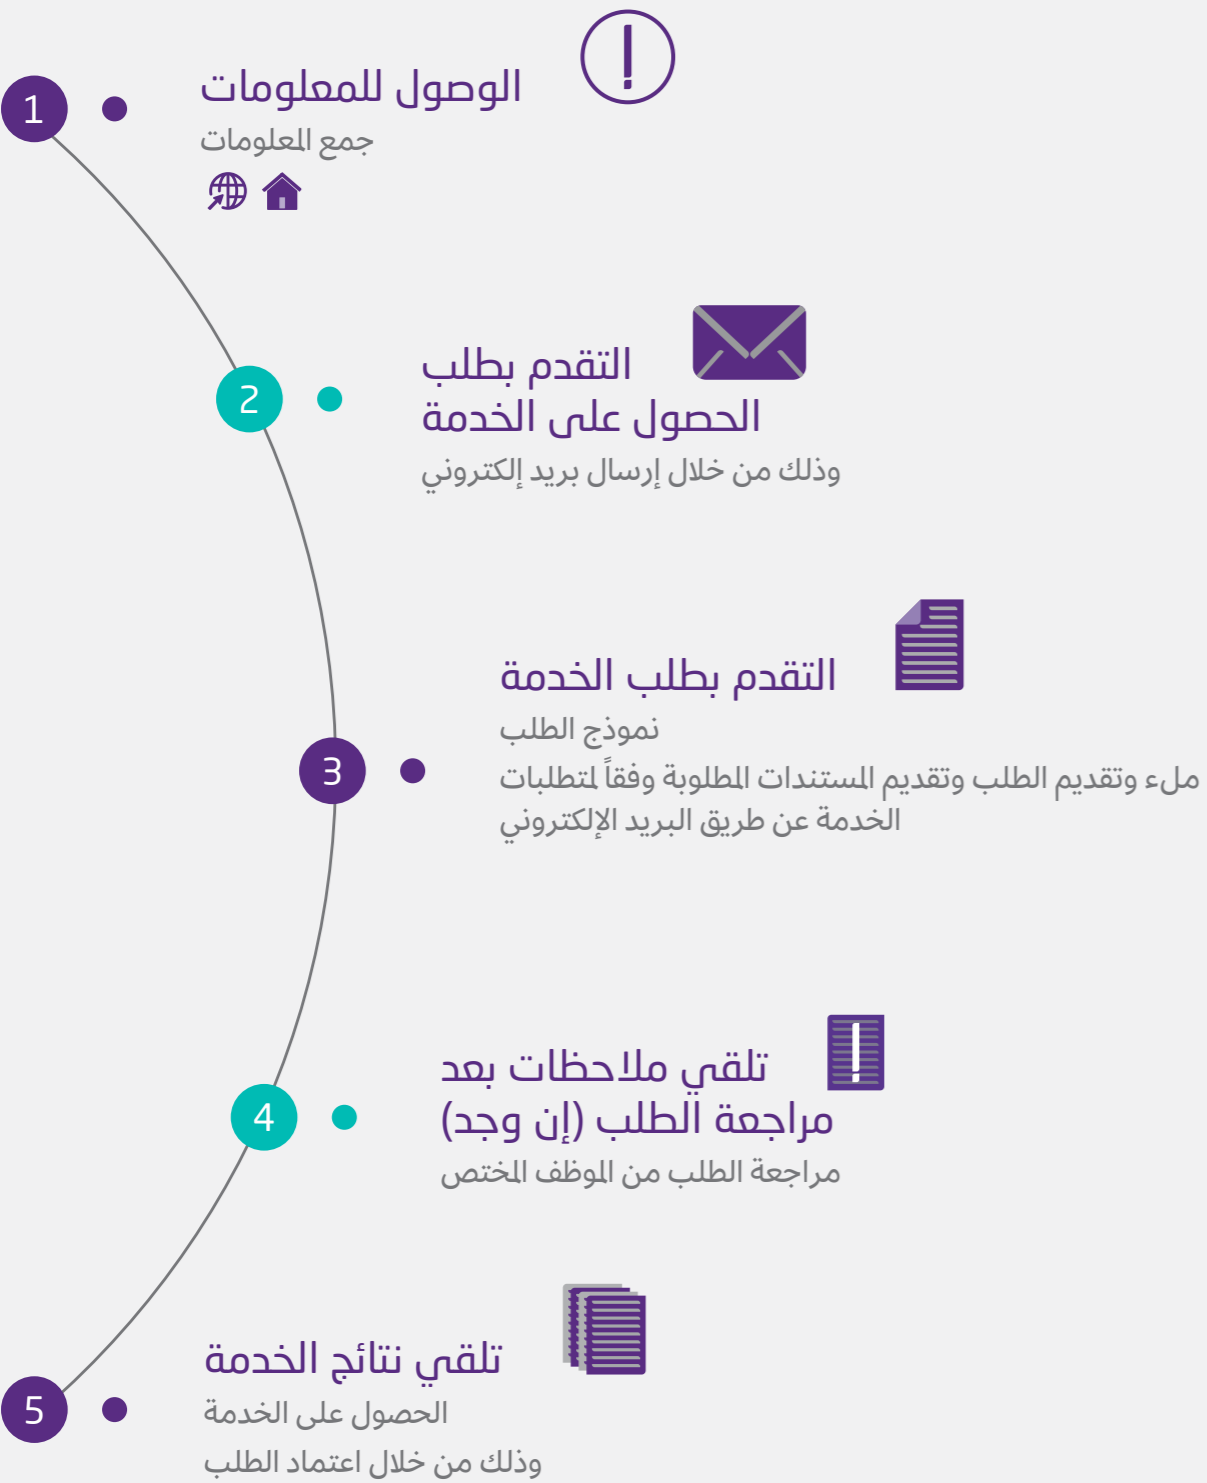 1
الوصول للمعلومات
جمع المعلومات
2
التقدم بطلب
الحصول على الخدمة
وذلك من خلال إرسال بريد إلكتروني
3
التقدم بطلب الخدمة
نموذج الطلب
ملء وتقديم الطلب وتقديم المستندات المطلوبة وفقاً لمتطلبات
الخدمة عن طريق البريد الإلكتروني
4
تلقي ملاحظات بعد
مراجعة الطلب (إن وجد)
مراجعة الطلب من الموظف المختص
5
تلقي نتائج الخدمة
الحصول على الخدمة
وذلك من خلال اعتماد الطلب